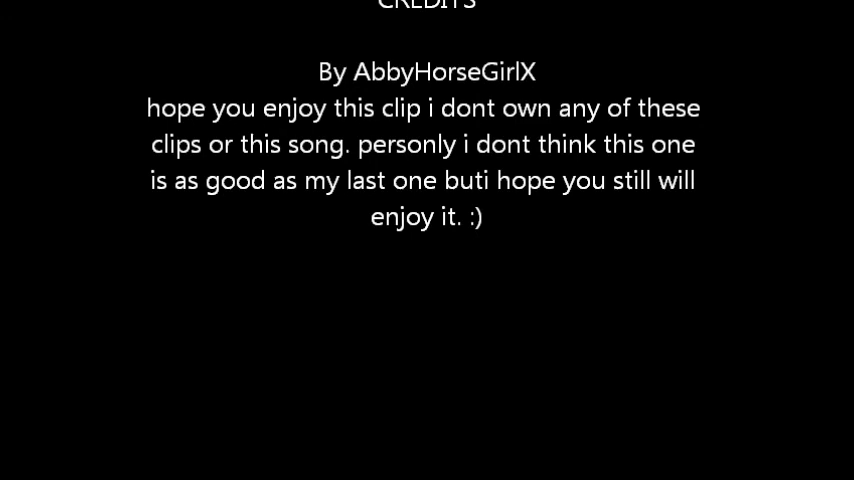 CREDITS
By AbbyHorseGirlX
hope you enjoy this clip i dont own any of these
clips or this song. personly i dont think this one
is as good as my last one buti hope you still will
enjoy it. :)